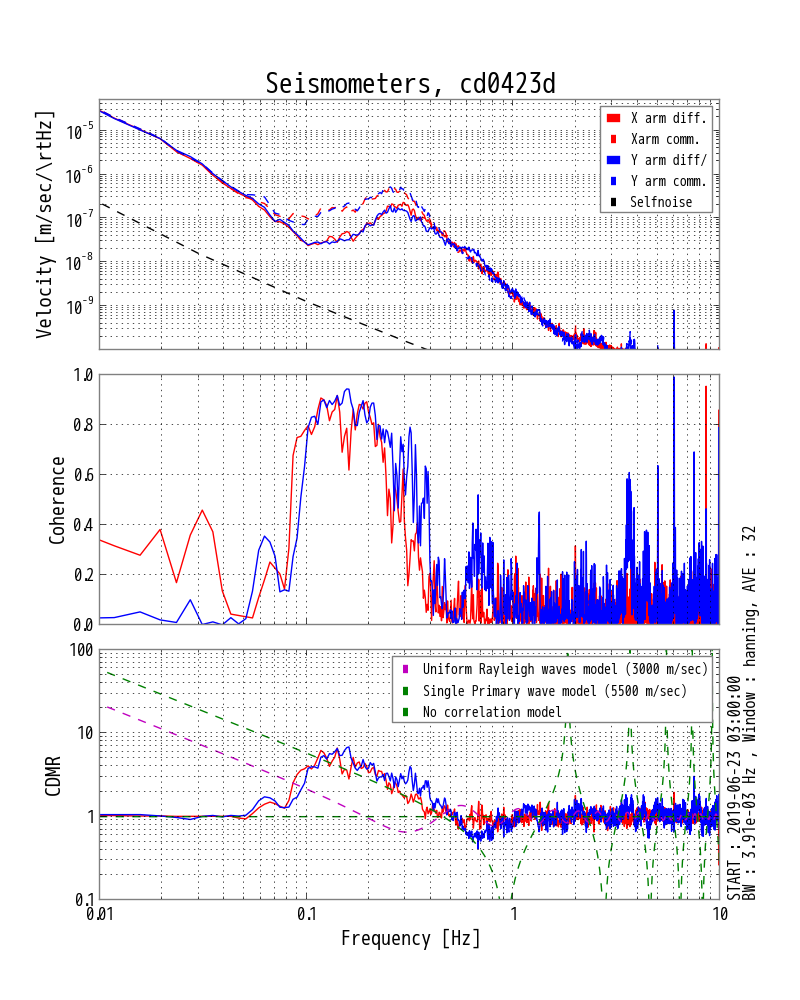 Seismometers, cd0423d
Velocity [m/sec/\rtHz]
10^-5
10^-6
10^-7
10^-8
10^-9
X arm diff.
Xarm comm.
Y arm diff/
Y arm comm.
Selfnoise
Coherence
1.0
0.8
0.6
0.4
0.2
0.0
CDMR
100
10
1
0.1
Uniform Rayleigh waves model (3000 m/sec)
Single Primary wave model (5500 m/sec)
No correlation model
0.01
0.1
1
10
Frequency [Hz]
START : 2019-06-23 03:00:00
BW : 3.91e-03 Hz , Window : hanning, AVE : 32